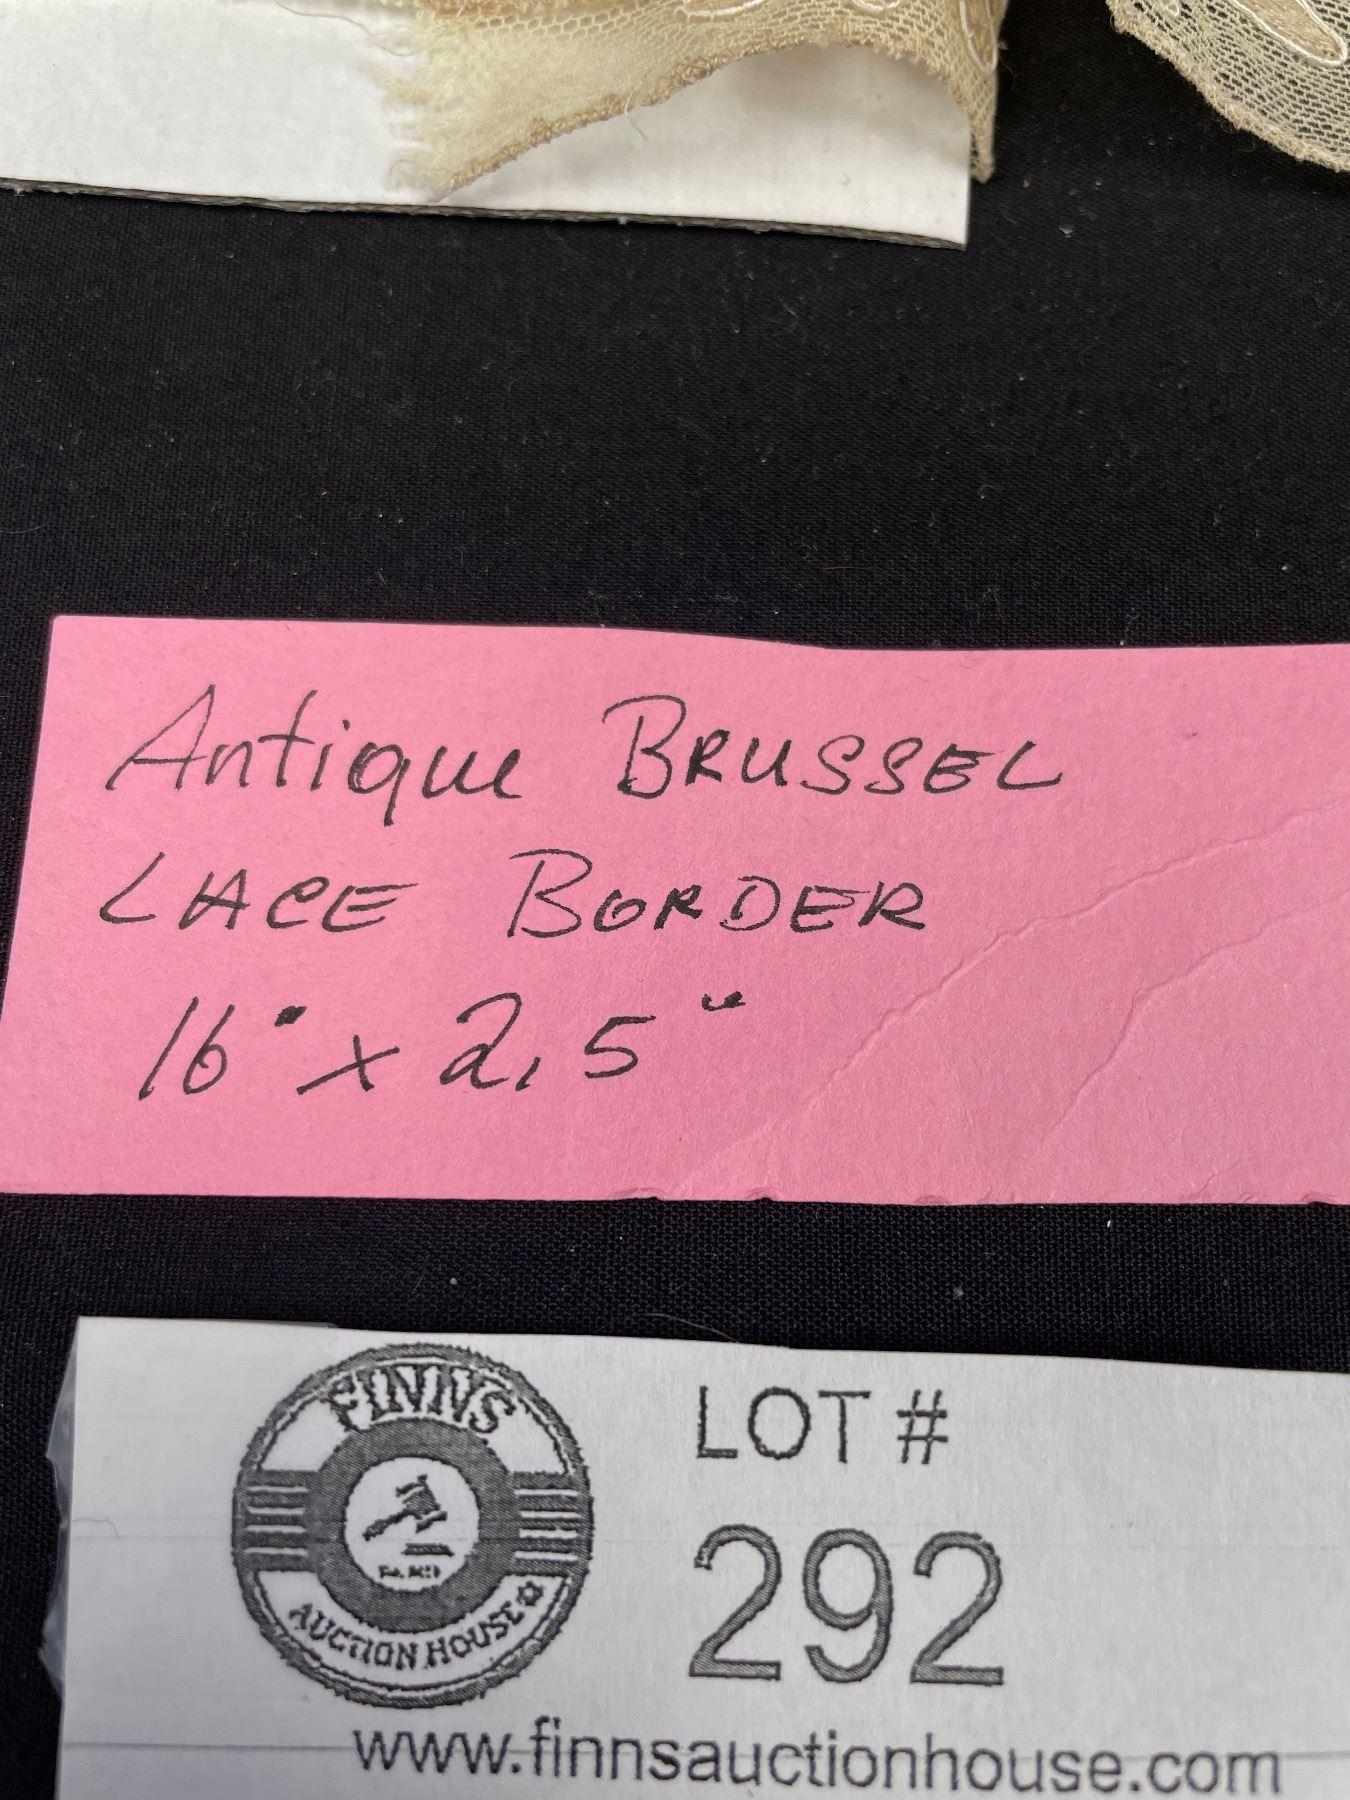 Antique BRUSSEL
LACE BORDER
16" x 2,5"
FINNS
AUCTION HOUSE
LOT #
292
www.finnsauctionhouse.com